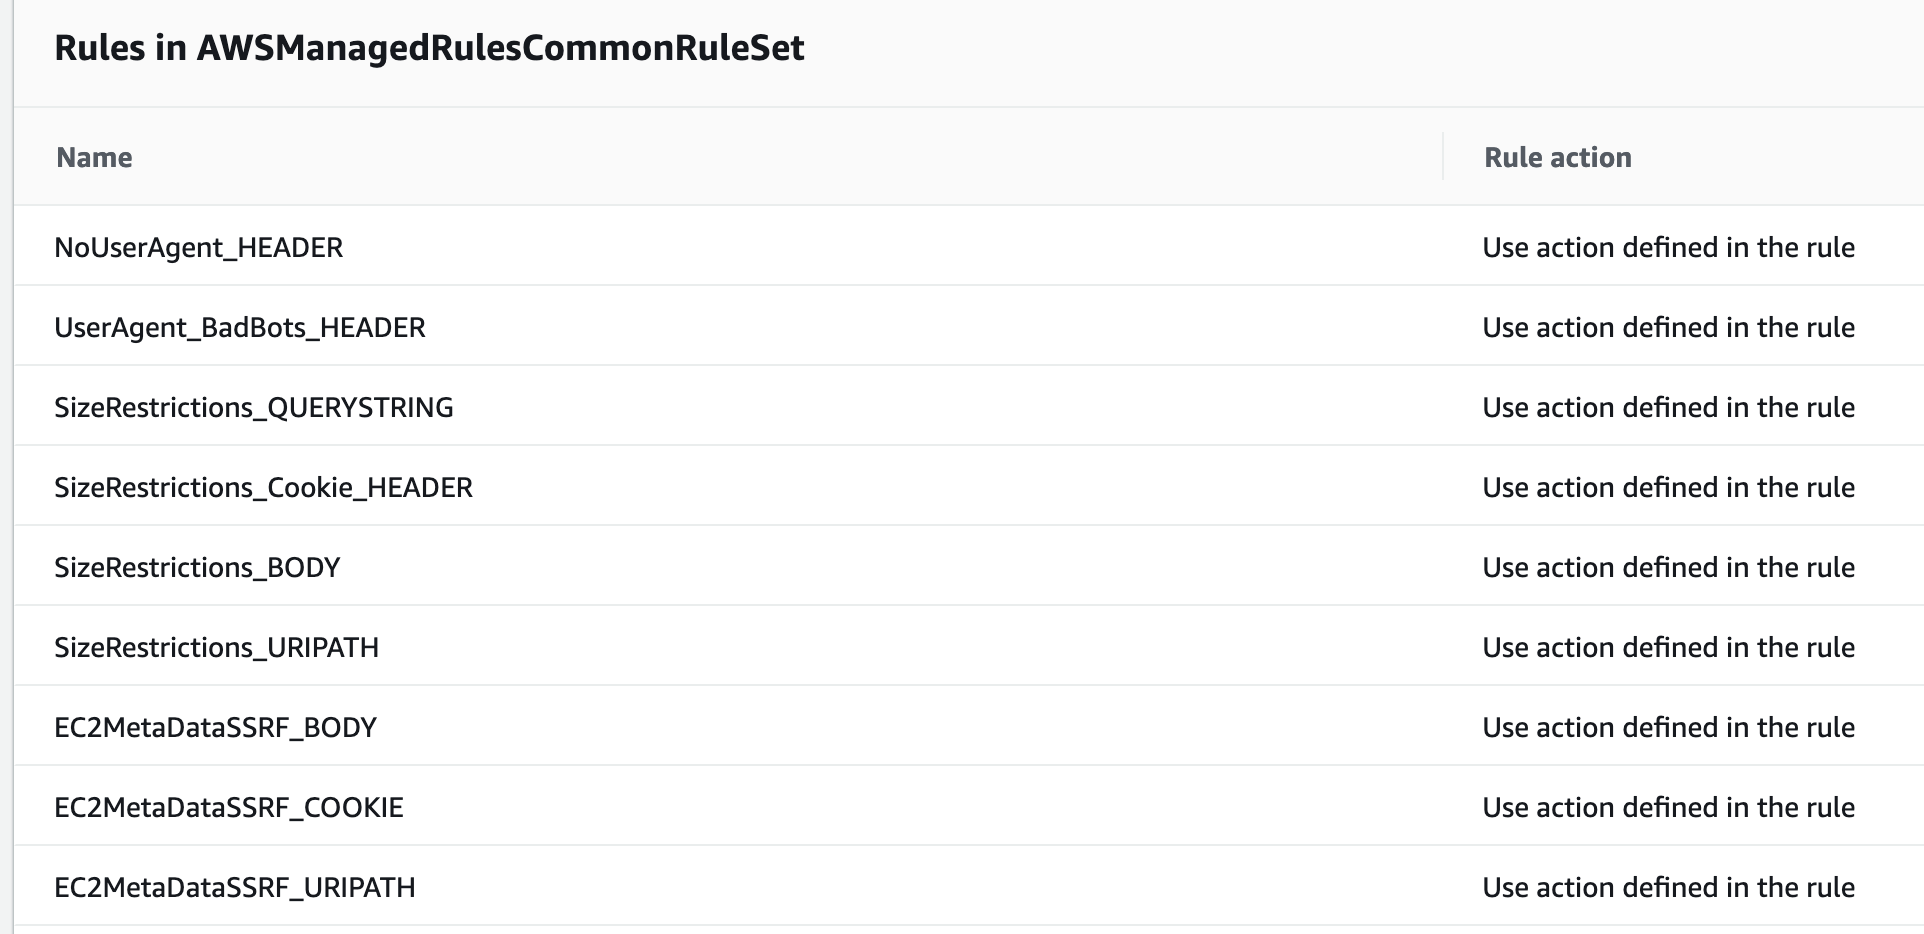 Rules in AWSManagedRulesCommonRuleSet
Name Rule action
NoUserAgent_HEADER Use action defined in the rule
UserAgent_BadBots_HEADER Use action defined in the rule
SizeRestrictions_QUERYSTRING Use action defined in the rule
SizeRestrictions_Cookie_HEADER Use action defined in the rule
SizeRestrictions_BODY Use action defined in the rule
SizeRestrictions_URIPATH Use action defined in the rule
EC2MetaDataSSRF_BODY Use action defined in the rule
EC2MetaDataSSRF_COOKIE Use action defined in the rule
EC2MetaDataSSRF_URIPATH Use action defined in the rule